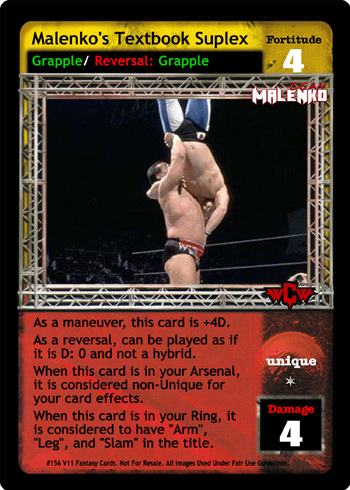 Malenko's Textbook Suplex
Fortitude
4
Grapple/ Reversal: Grapple
DEAN
MALENKO
WCW
As a maneuver, this card is +4D.
As a reversal, can be played as if
it is D: 0 and not a hybrid.
When this card is in your Arsenal,
it is considered non-Unique for
your card effects.
When this card is in your Ring, it
is considered to have "Arm",
"Leg", and "Slam" in the title.
unique
*
Damage
4
#156 V11 Fantasy Cards. Not For Resale. All Images Used Under Fair Use Guidelines.